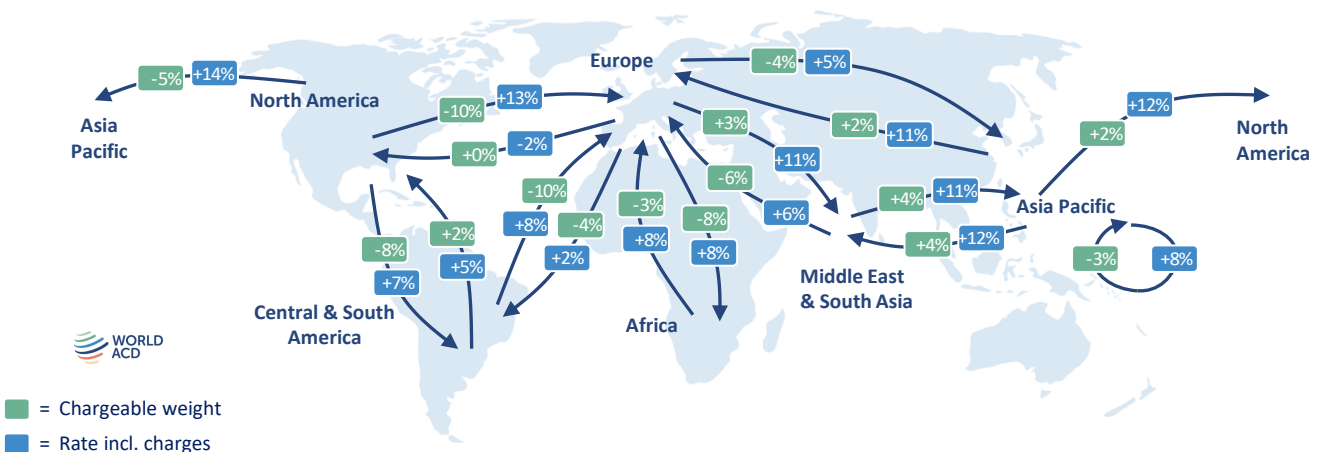 Europe
-4%
+5%
-5%
+14%
North America
-10%
+13%
+12%
Asia
Pacific
+2%
+11%
+3%
+2%
North
America
+0%
-2%
+11%
-10%
-6%
+4%
+11%
-3%
-8%
+6%
Asia Pacific
-8%
+2%
+8%
-4%
+8%
+4%
+12%
+7%
+5%
+2%
+8%
-3%
+8%
Middle East
& South Asia
Central & South
America
Africa
WORLD
ACD
= Chargeable weight
= Rate incl. charges